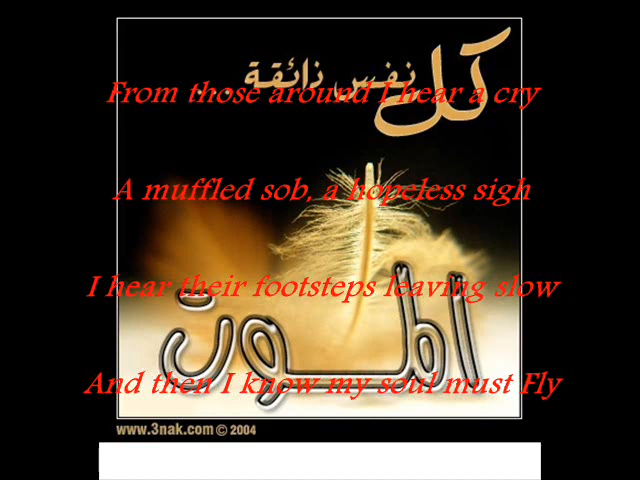 كل نفس ذائقة ...
From those around I hear a cry
A muffled sob, a hopeless sigh
I hear their footsteps leaving slow
الموت
And then I know my soul must Fly
www.3nak.com © 2004